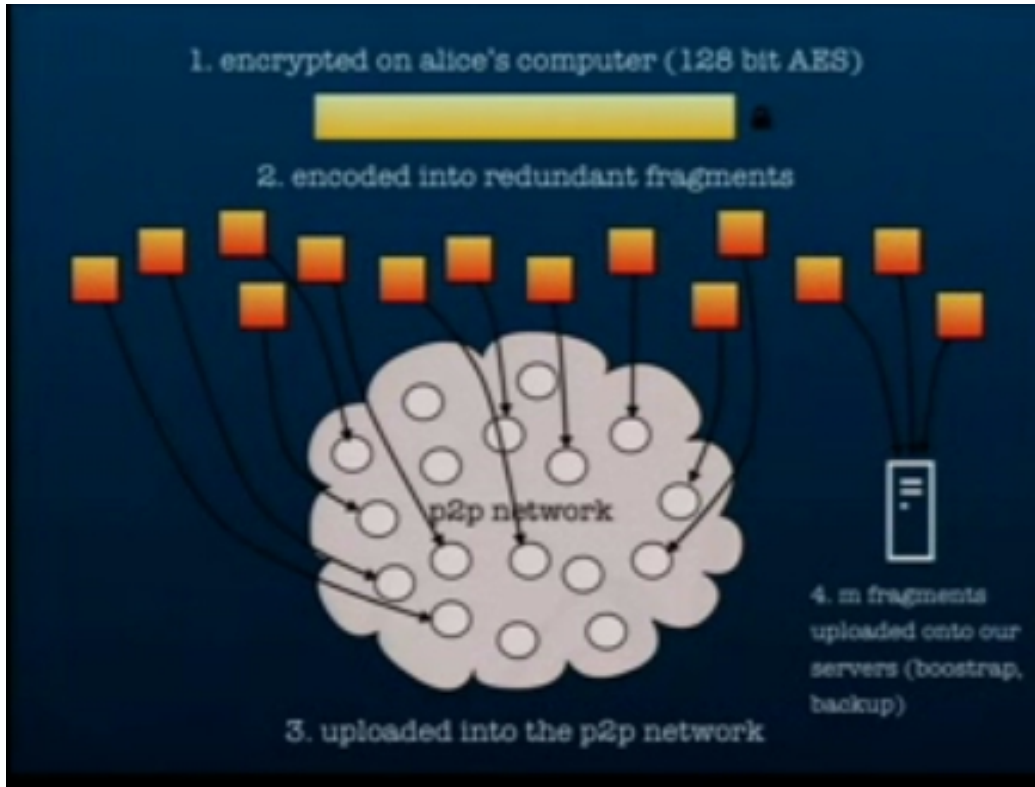 1. encrypted on alice's computer (128 bit AES)
2. encoded into redundant fragments
p2p network
4. m fragments
uploaded onto our
servers (boostrap,
backup)
3. uploaded into the p2p network